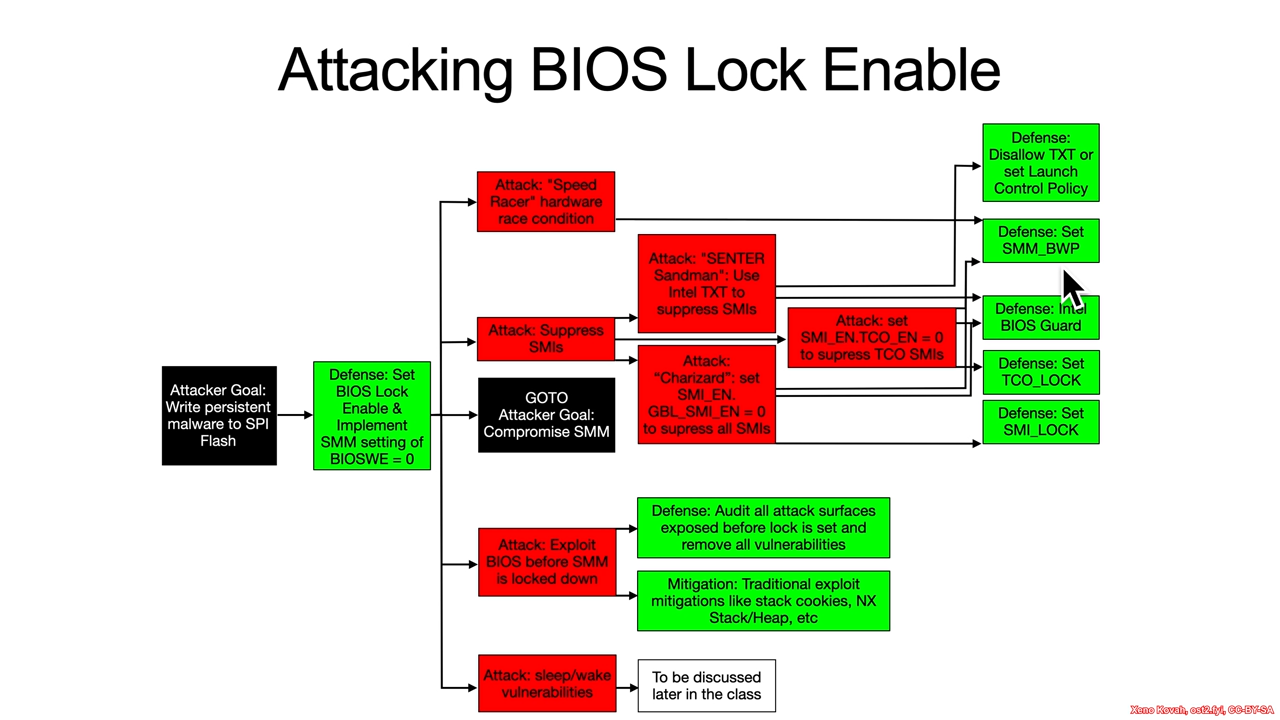 Attacking BIOS Lock Enable
Attacker Goal:
Write persistent
malware to SPI
Flash
Defense: Set
BIOS Lock
Enable &
Implement
SMM setting of
BIOSWE = 0
Attack: "Speed
Racer" hardware
race condition
Attack: Suppress
SMIs
GOTO
Attacker Goal:
Compromise SMM
Attack: Exploit
BIOS before SMM
is locked down
Attack: sleep/wake
vulnerabilities
Attack: "SENTER
Sandman": Use
Intel TXT to
suppress SMIs
Attack:
"Charizard": set
SMI_EN.
GBL_SMI_EN = 0
to supress all SMIs
Attack: set
SMI_EN.TCO_EN = 0
to supress TCO SMIs
Defense: Audit all attack surfaces
exposed before lock is set and
remove all vulnerabilities
Mitigation: Traditional exploit
mitigations like stack cookies, NX
Stack/Heap, etc
To be discussed
later in the class
Defense:
Disallow TXT or
set Launch
Control Policy
Defense: Set
SMM_BWP
Defense: Intel
BIOS Guard
Defense: Set
TCO_LOCK
Defense: Set
SMI_LOCK
Xeno Kovah, ost2.fyi, CC-BY-SA